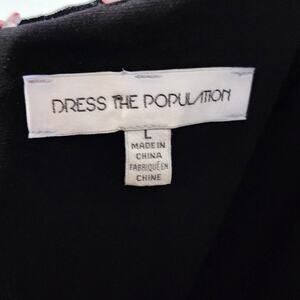 DRESS THE POPULATION
L
MADE IN
CHINA
FABRIQUÉ EN
CHINE